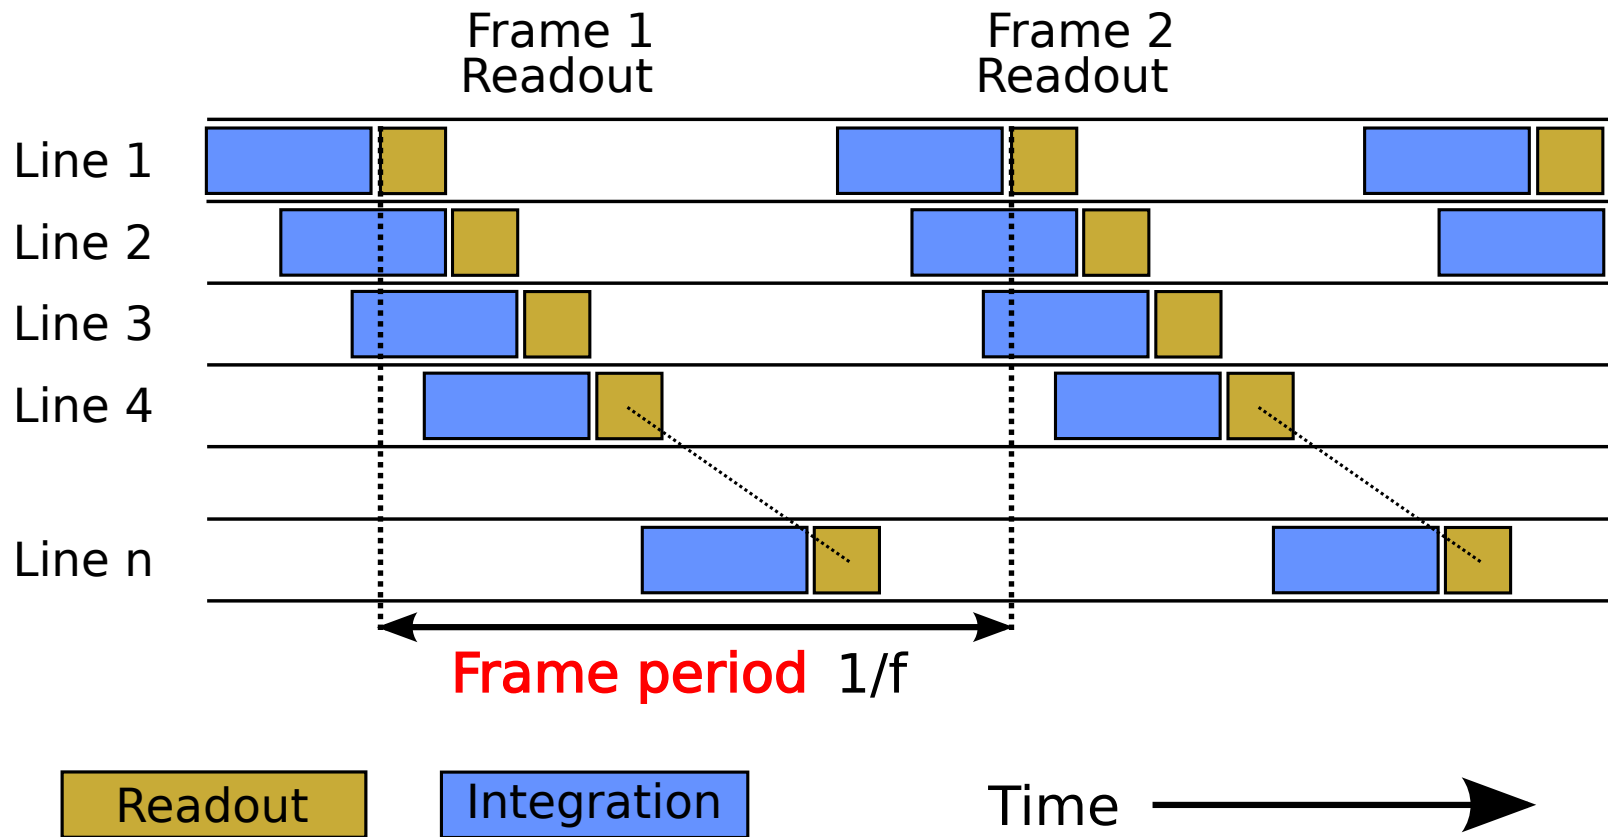 Frame 1
Readout
Frame 2
Readout
Line 1
Line 2
Line 3
Line 4
Line n
Frame period 1/f
Readout
Integration
Time